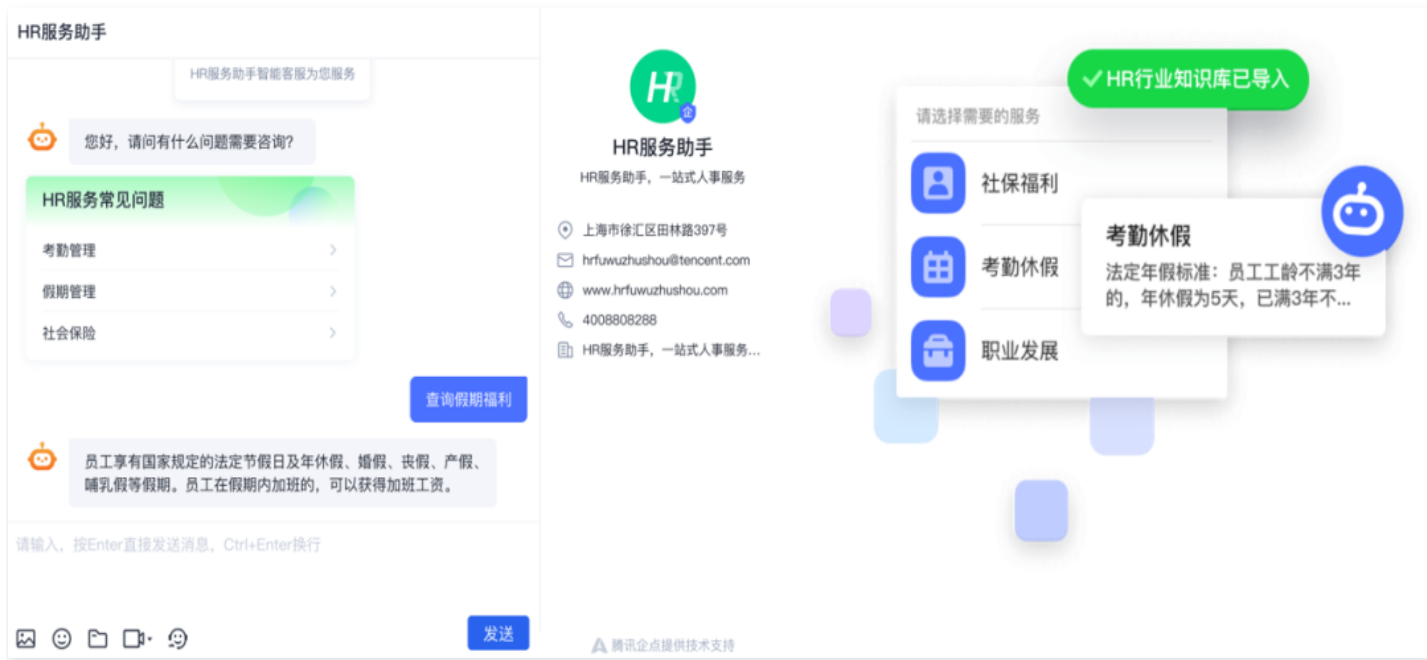 HR服务助手
HR服务助手智能客服为您服务
您好，请问有什么问题需要咨询？
HR服务常见问题
考勤管理
假期管理
社会保险
查询假期福利
员工享有国家规定的法定节假日及年休假、婚假、丧假、产假、
哺乳假等假期。员工在假期内加班的，可以获得加班工资。
请输入，按Enter直接发送消息，Ctrl+Enter换行
发送
HR
企
HR服务助手
HR服务助手，一站式人事服务
上海市徐汇区田林路397号
hrfuwuzhushou@tencent.com
www.hrfuwuzhushou.com
4008808288
HR服务助手，一站式人事服务...
腾讯企点提供技术支持
HR行业知识库已导入
请选择需要的服务
社保福利
考勤休假
职业发展
考勤休假
法定年假标准：员工工龄不满3年
的，年休假为5天，已满3年不...